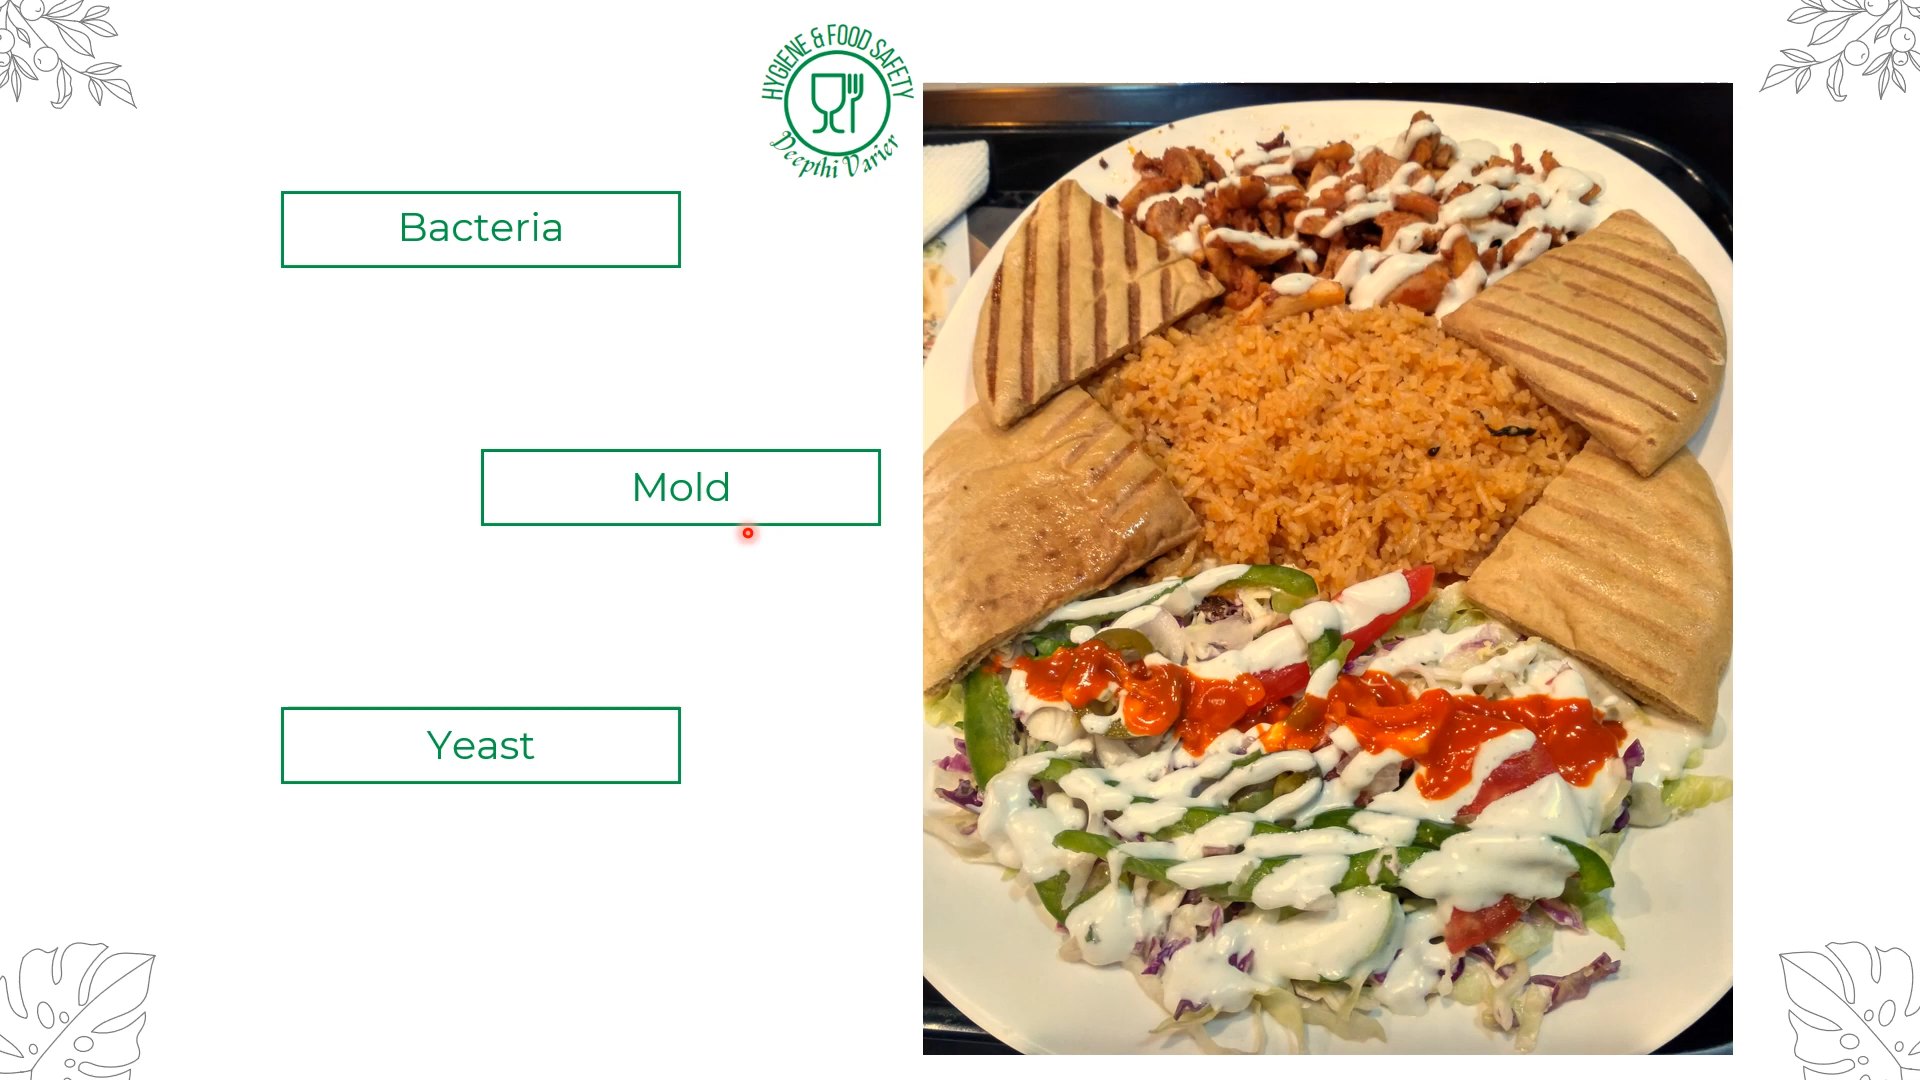 HYGIENE & FOOD SAFETY
Deepthi Varier
Bacteria
Mold
Yeast